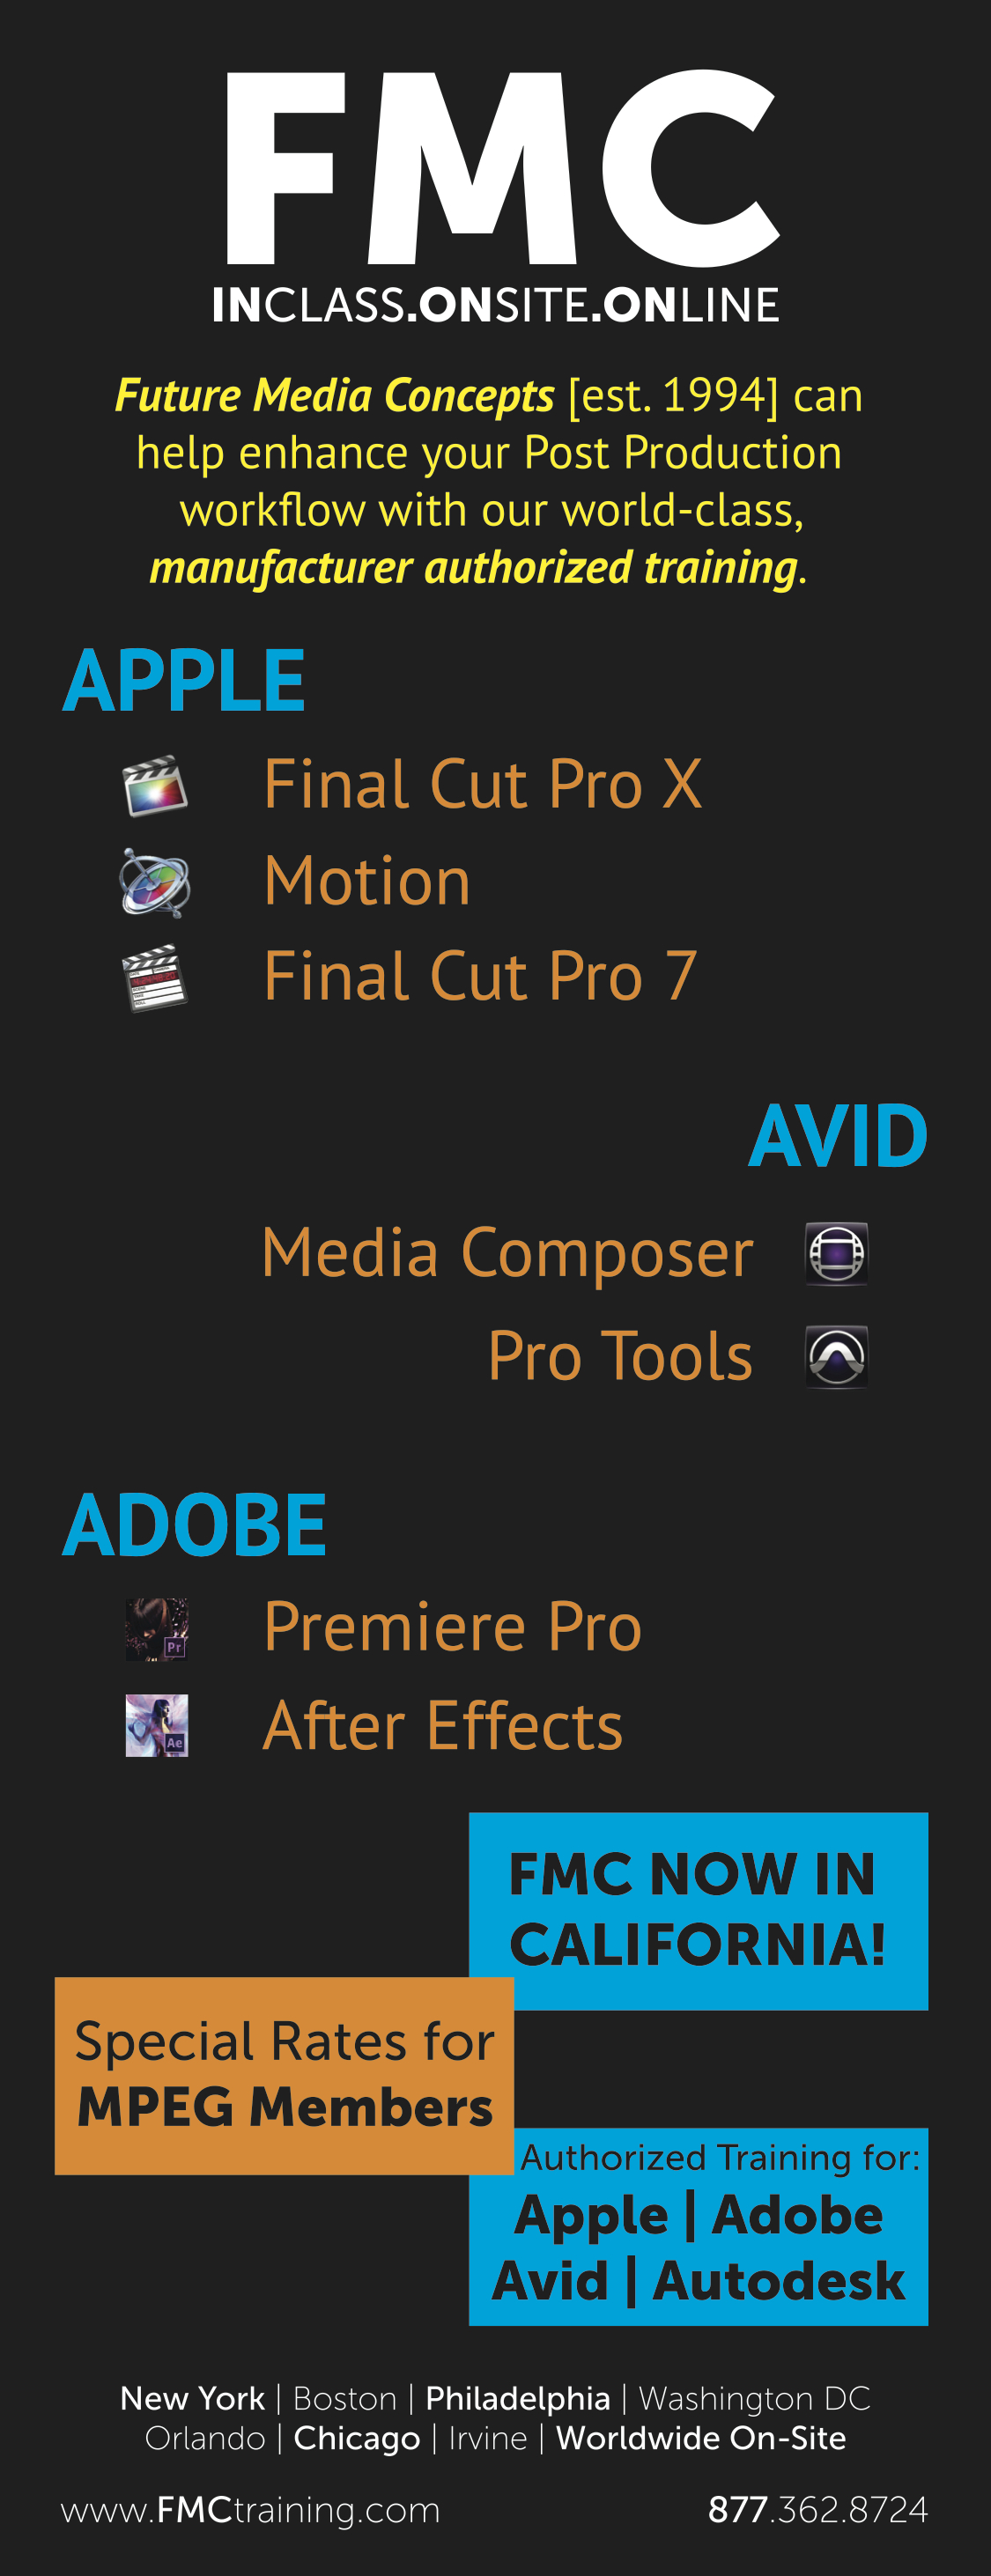 FMC
INCLASS.ONSITE.ONLINE
Future Media Concepts [est. 1994] can
help enhance your Post Production
workflow with our world-class,
manufacturer authorized training.
APPLE
Final Cut Pro X
Motion
Final Cut Pro 7
AVID
Media Composer
Pro Tools
ADOBE
Pr
Premiere Pro
Ae
After Effects
FMC NOW IN
CALIFORNIA!
Special Rates for
MPEG Members
Authorized Training for:
Apple | Adobe
Avid | Autodesk
New York | Boston | Philadelphia | Washington DC
Orlando | Chicago | Irvine | Worldwide On-Site
www.FMCtraining.com
877.362.8724